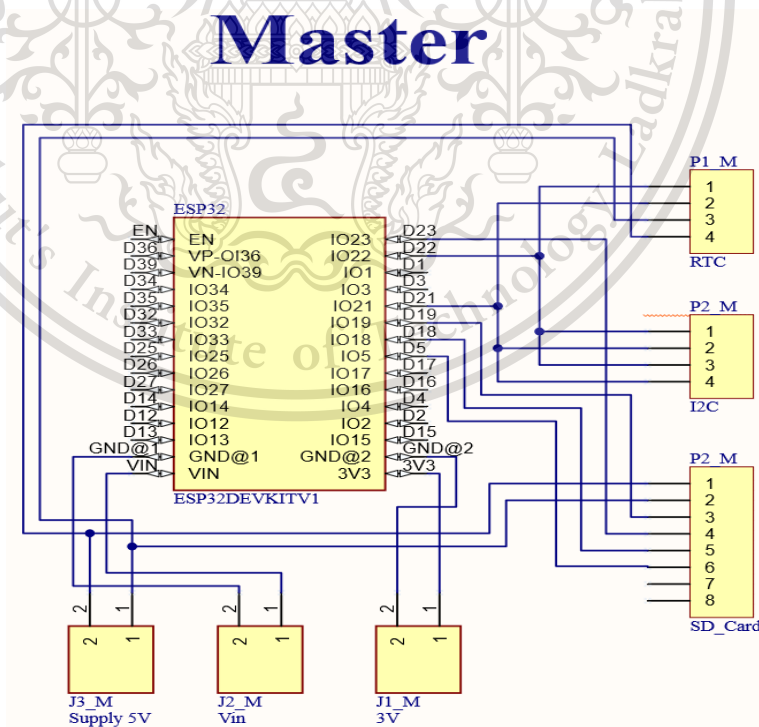 Master
ESP32
EN EN IO23 D23
D36 VP-OI36 IO22 D22
D39 VN-IO39 IO1 D1
D34 IO34 IO3 D3
D35 IO35 IO21 D21
D32 IO32 IO19 D19
D33 IO33 IO18 D18
D25 IO25 IO5 D5
D26 IO26 IO17 D17
D27 IO27 IO16 D16
D14 IO14 IO4 D4
D12 IO12 IO2 D2
D13 IO13 IO15 D15
GND@1 GND@1 GND@2 GND@2
VIN VIN 3V3 3V3
ESP32DEVKITV1
P1_M
1
2
3
4
RTC
P2_M
1
2
3
4
I2C
P2_M
1
2
3
4
5
6
7
8
SD_Card
2 1
2 1
J3_M
Supply 5V
2 1
2 1
J2_M
Vin
2 1
2 1
J1_M
3V
's Institute of Technology Ladkra